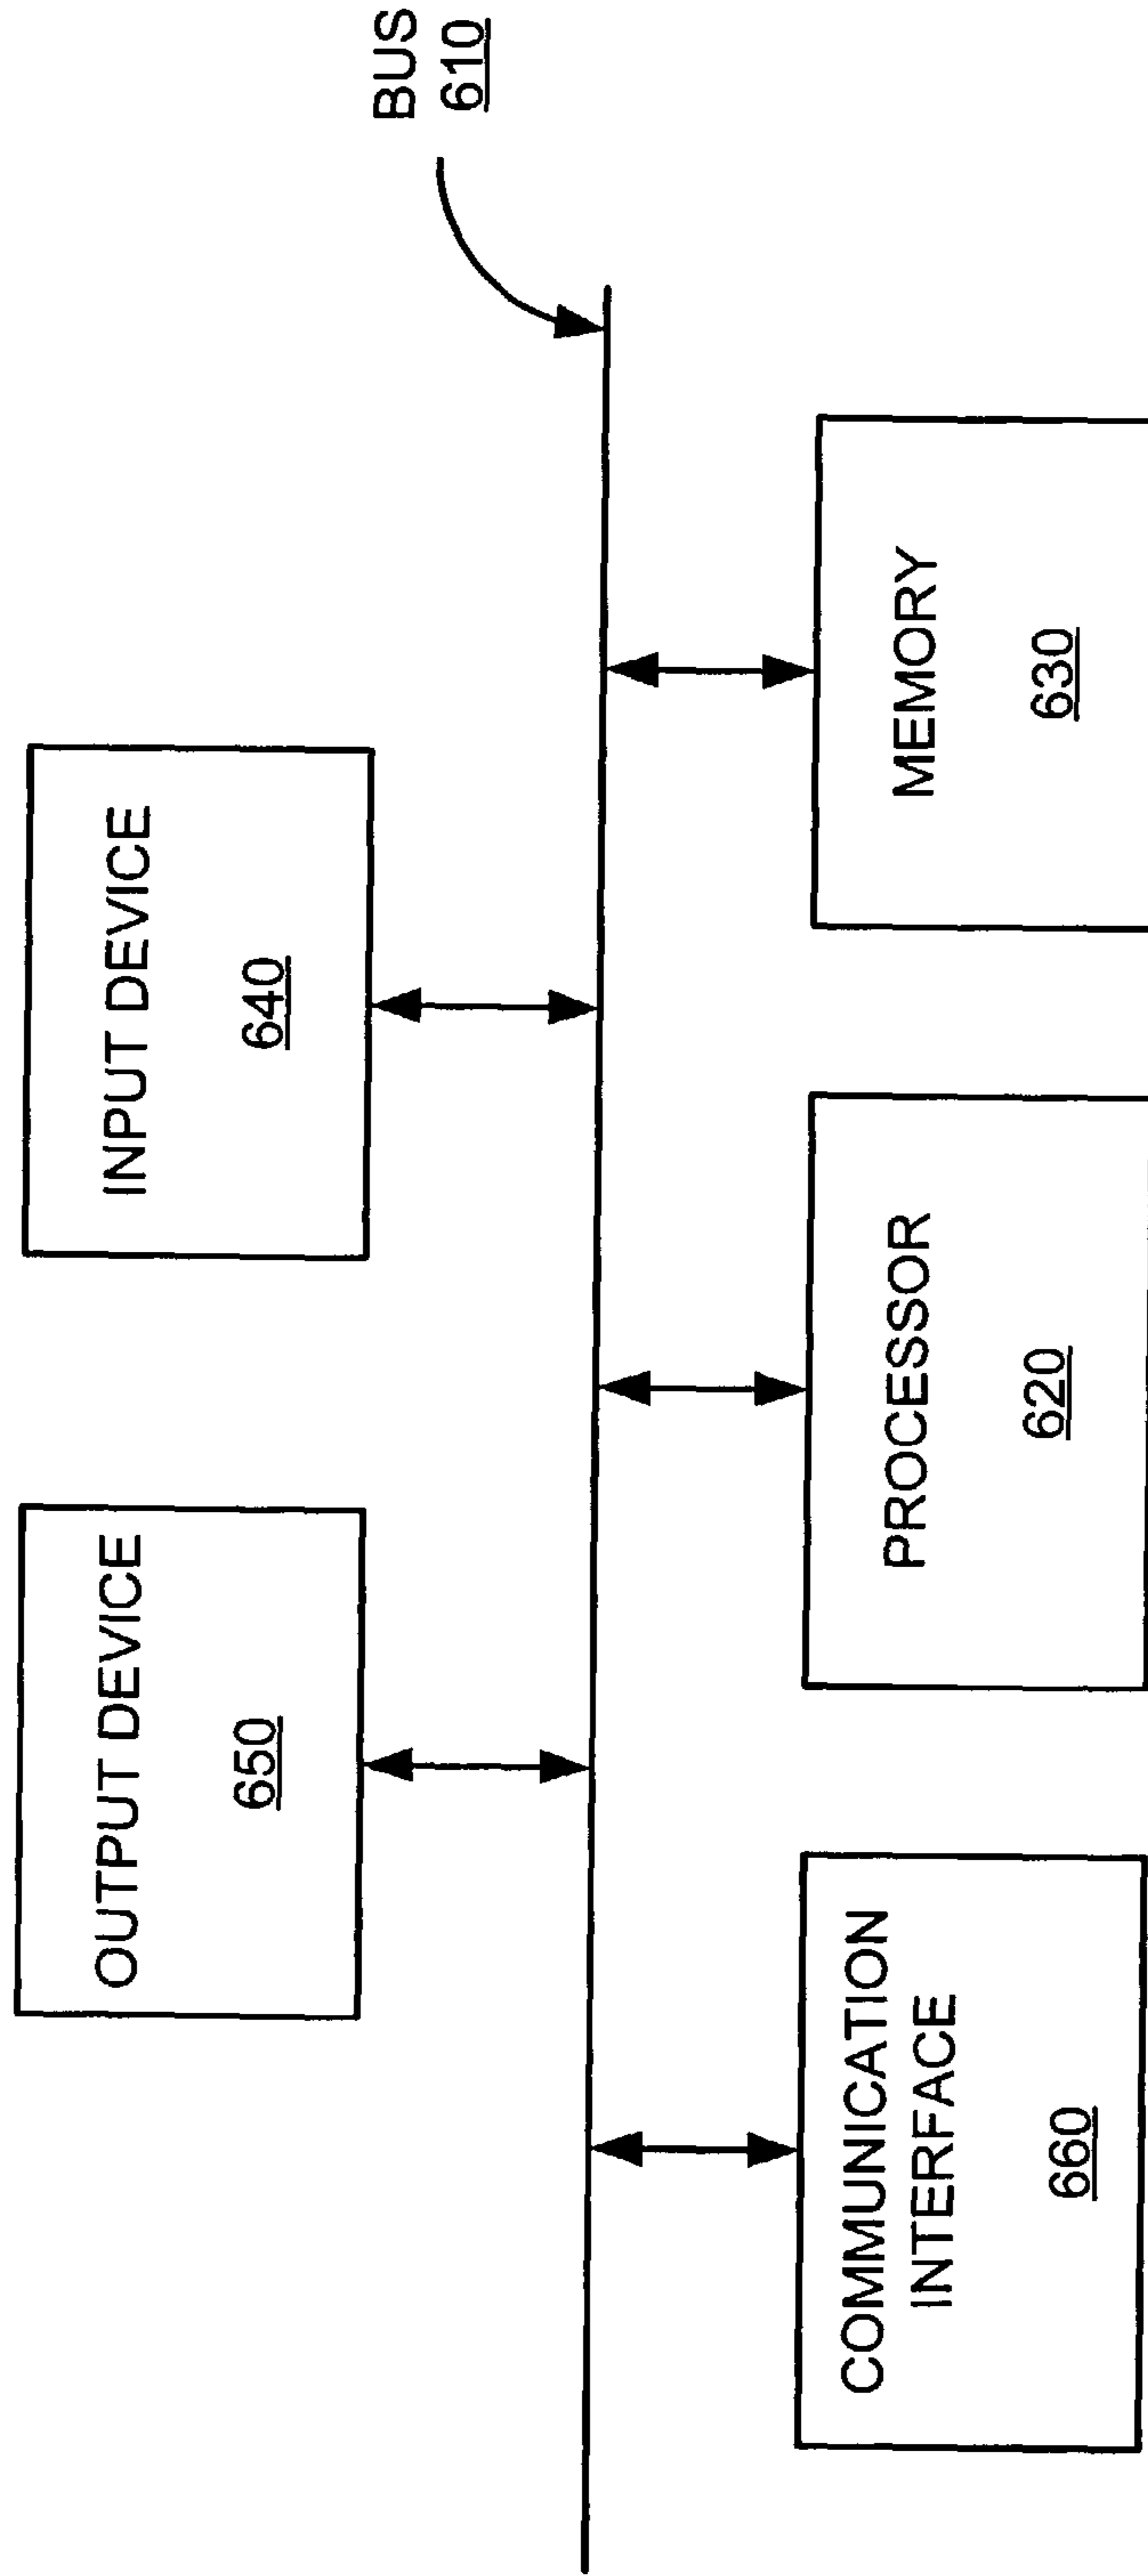 OUTPUT DEVICE
650
INPUT DEVICE
640
BUS
610
COMMUNICATION
INTERFACE
660
PROCESSOR
620
MEMORY
630